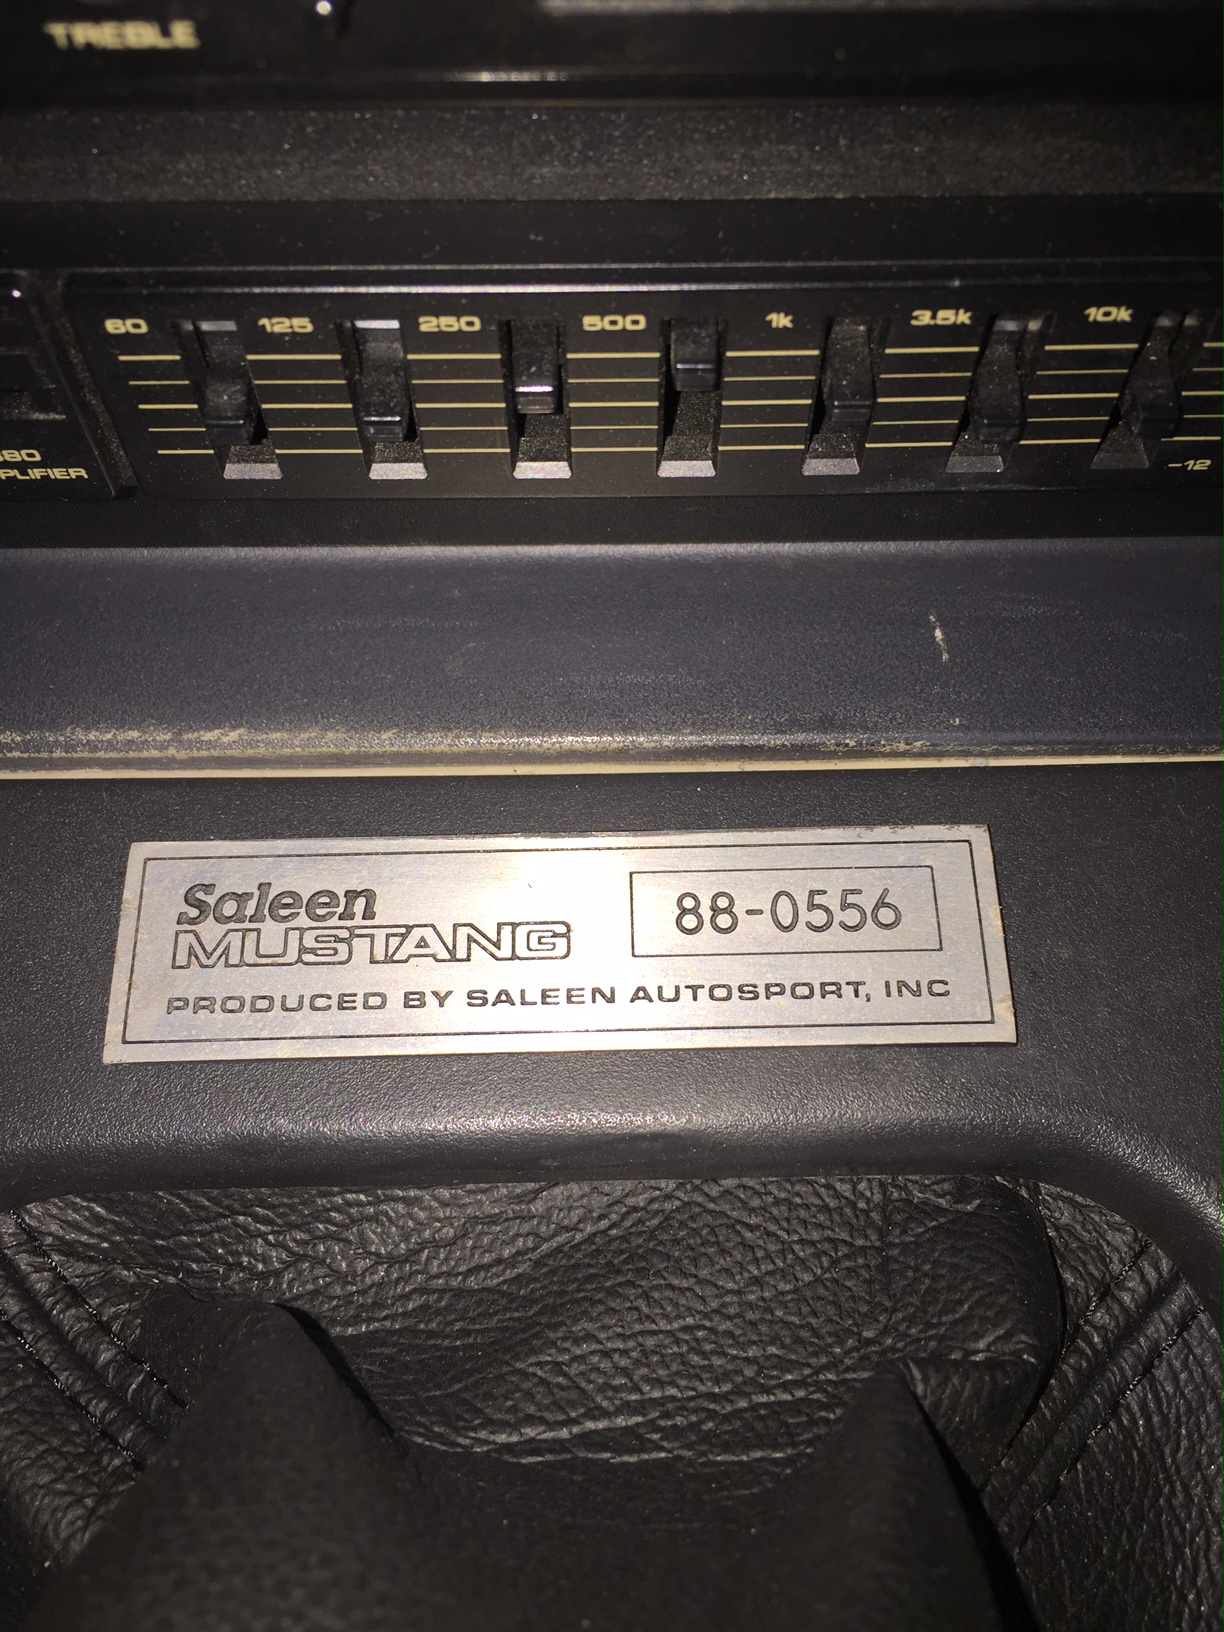 TREBLE
60 125 250 500 1k 3.5k 10k
-12
Saleen
MUSTANG
88-0556
PRODUCED BY SALEEN AUTOSPORT, INC